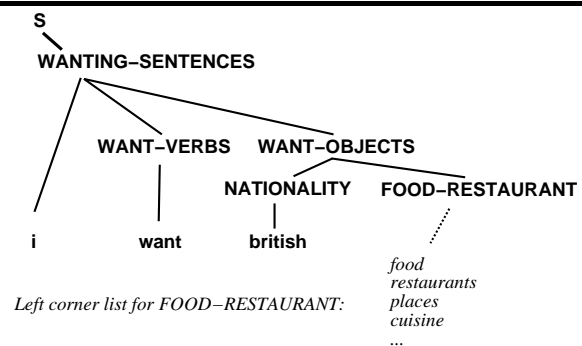 S
WANTING–SENTENCES
WANT–VERBS WANT–OBJECTS
NATIONALITY FOOD–RESTAURANT
i want british
food
restaurants
Left corner list for FOOD–RESTAURANT: places
cuisine
...